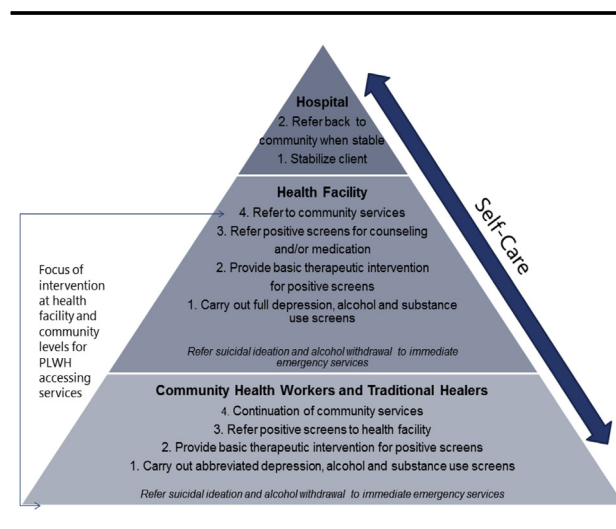 Hospital
2. Refer back to
community when stable
1. Stabilize client
Health Facility
4. Refer to community services
3. Refer positive screens for counseling
and/or medication
2. Provide basic therapeutic intervention
for positive screens
1. Carry out full depression, alcohol and substance
use screens
Refer suicidal ideation and alcohol withdrawal to immediate
emergency services
Community Health Workers and Traditional Healers
4. Continuation of community services
3. Refer positive screens to health facility
2. Provide basic therapeutic intervention for positive screens
1. Carry out abbreviated depression, alcohol and substance use screens
Refer suicidal ideation and alcohol withdrawal to immediate emergency services
Focus of
intervention
at health
facility and
community
levels for
PLWH
accessing
services
Self-Care